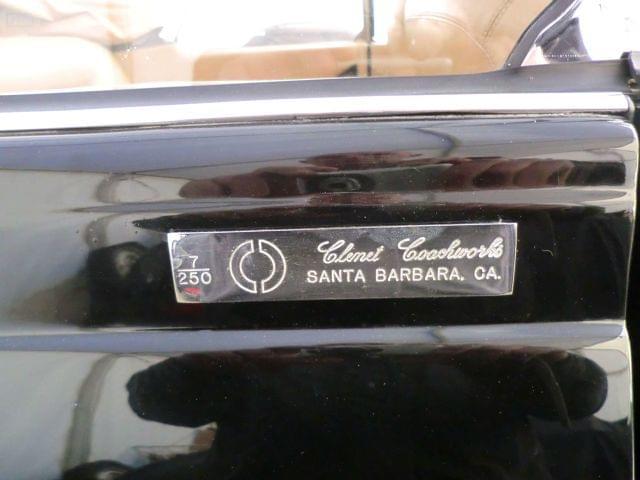 7
250
Clenet Coachworks
SANTA BARBARA, CA.